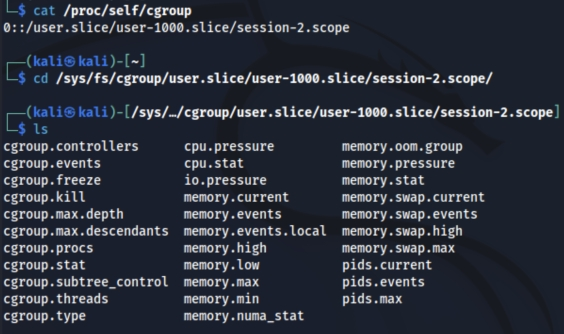 └─$ cat /proc/self/cgroup
0::/user.slice/user-1000.slice/session-2.scope
┌──(kali㉿kali)-[~]
└─$ cd /sys/fs/cgroup/user.slice/user-1000.slice/session-2.scope/
┌──(kali㉿kali)-[/sys/…/cgroup/user.slice/user-1000.slice/session-2.scope]
└─$ ls
cgroup.controllers cpu.pressure memory.oom.group
cgroup.events cpu.stat memory.pressure
cgroup.freeze io.pressure memory.stat
cgroup.kill memory.current memory.swap.current
cgroup.max.depth memory.events memory.swap.events
cgroup.max.descendants memory.events.local memory.swap.high
cgroup.procs memory.high memory.swap.max
cgroup.stat memory.low pids.current
cgroup.subtree_control memory.max pids.events
cgroup.threads memory.min pids.max
cgroup.type memory.numa_stat